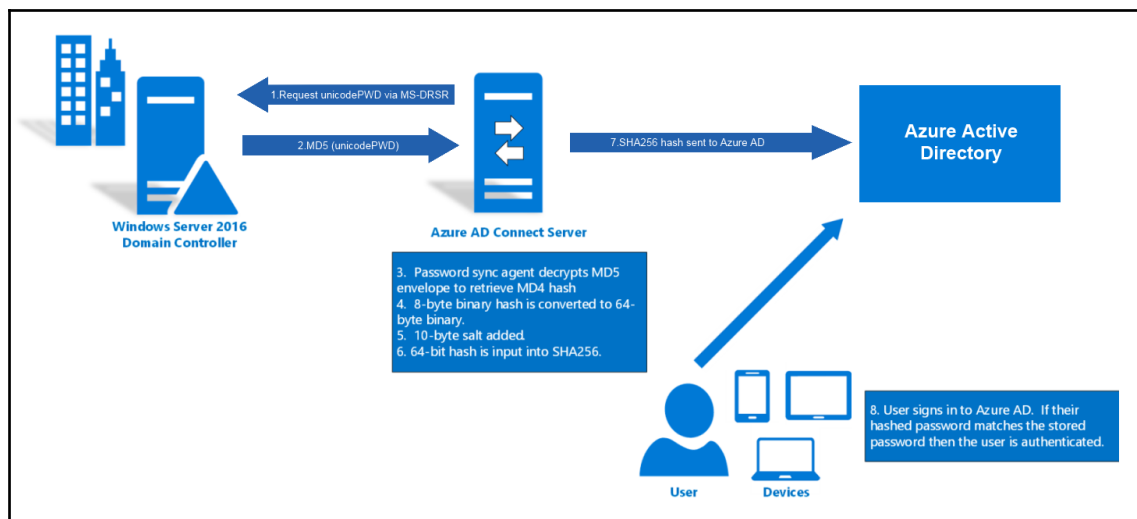 1.Request unicodePWD via MS-DRSR
2.MD5 (unicodePWD)
7.SHA256 hash sent to Azure AD
Azure Active
Directory
Windows Server 2016
Domain Controller
Azure AD Connect Server
3. Password sync agent decrypts MD5
envelope to retrieve MD4 hash
4. 8-byte binary hash is converted to 64-
byte binary.
5. 10-byte salt added.
6. 64-bit hash is input into SHA256.
8. User signs in to Azure AD. If their
hashed password matches the stored
password then the user is authenticated.
User
Devices